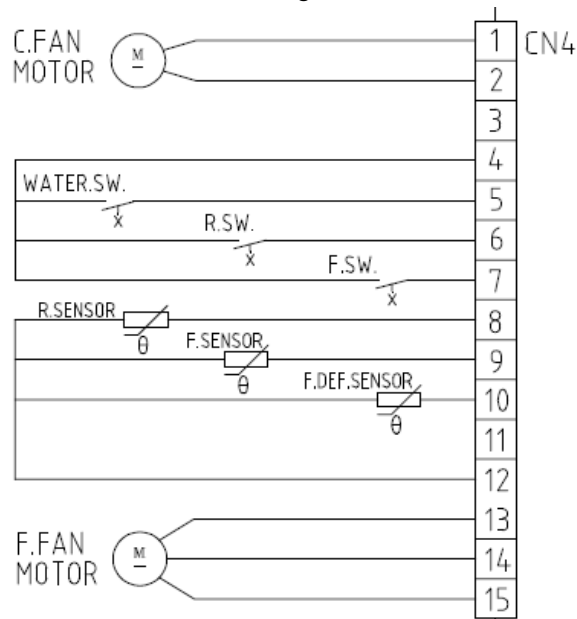 C.FAN
MOTOR
M
1
CN4
2
3
4
WATER.SW.
5
X
R.SW.
6
X
F.SW.
7
X
R.SENSOR
8
θ
F.SENSOR
9
θ
F.DEF.SENSOR
10
θ
11
12
13
F.FAN
MOTOR
M
14
15